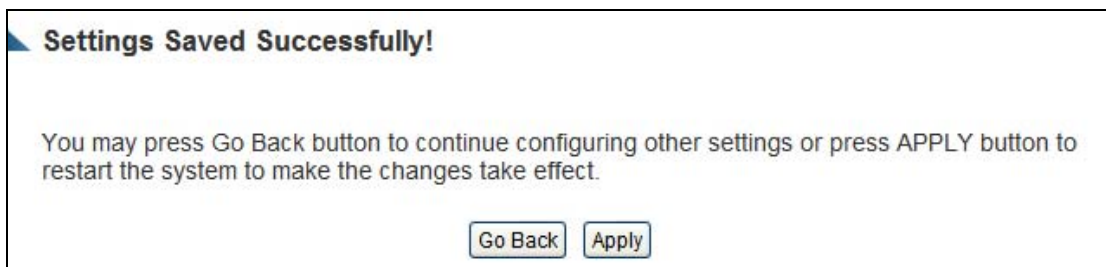 Settings Saved Successfully!
You may press Go Back button to continue configuring other settings or press APPLY button to
restart the system to make the changes take effect.
Go Back Apply